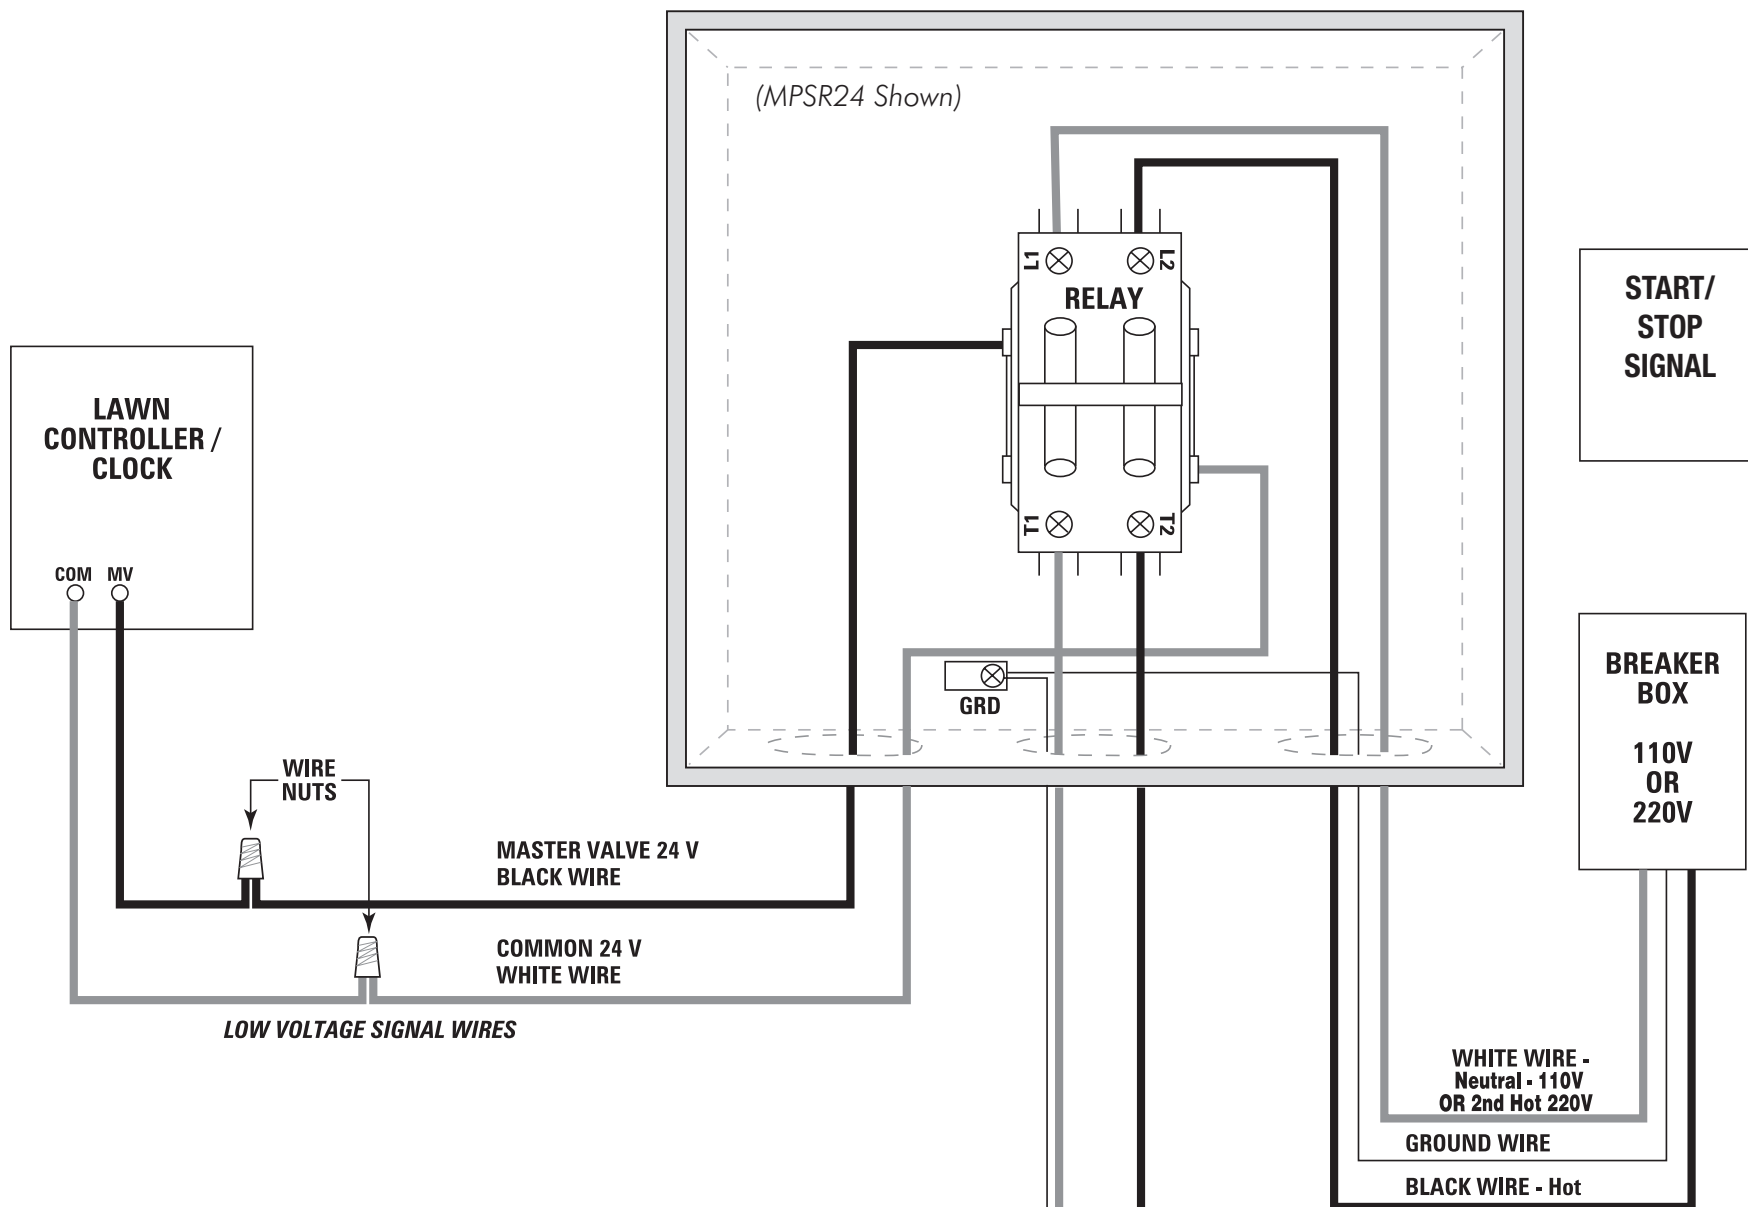 (MPSR24 Shown)
L1
L2
RELAY
T1
T2
GRD
START/
STOP
SIGNAL
LAWN
CONTROLLER /
CLOCK
COM MV
BREAKER
BOX
110V
OR
220V
WIRE
NUTS
MASTER VALVE 24 V
BLACK WIRE
COMMON 24 V
WHITE WIRE
LOW VOLTAGE SIGNAL WIRES
WHITE WIRE -
Neutral - 110V
OR 2nd Hot 220V
GROUND WIRE
BLACK WIRE - Hot